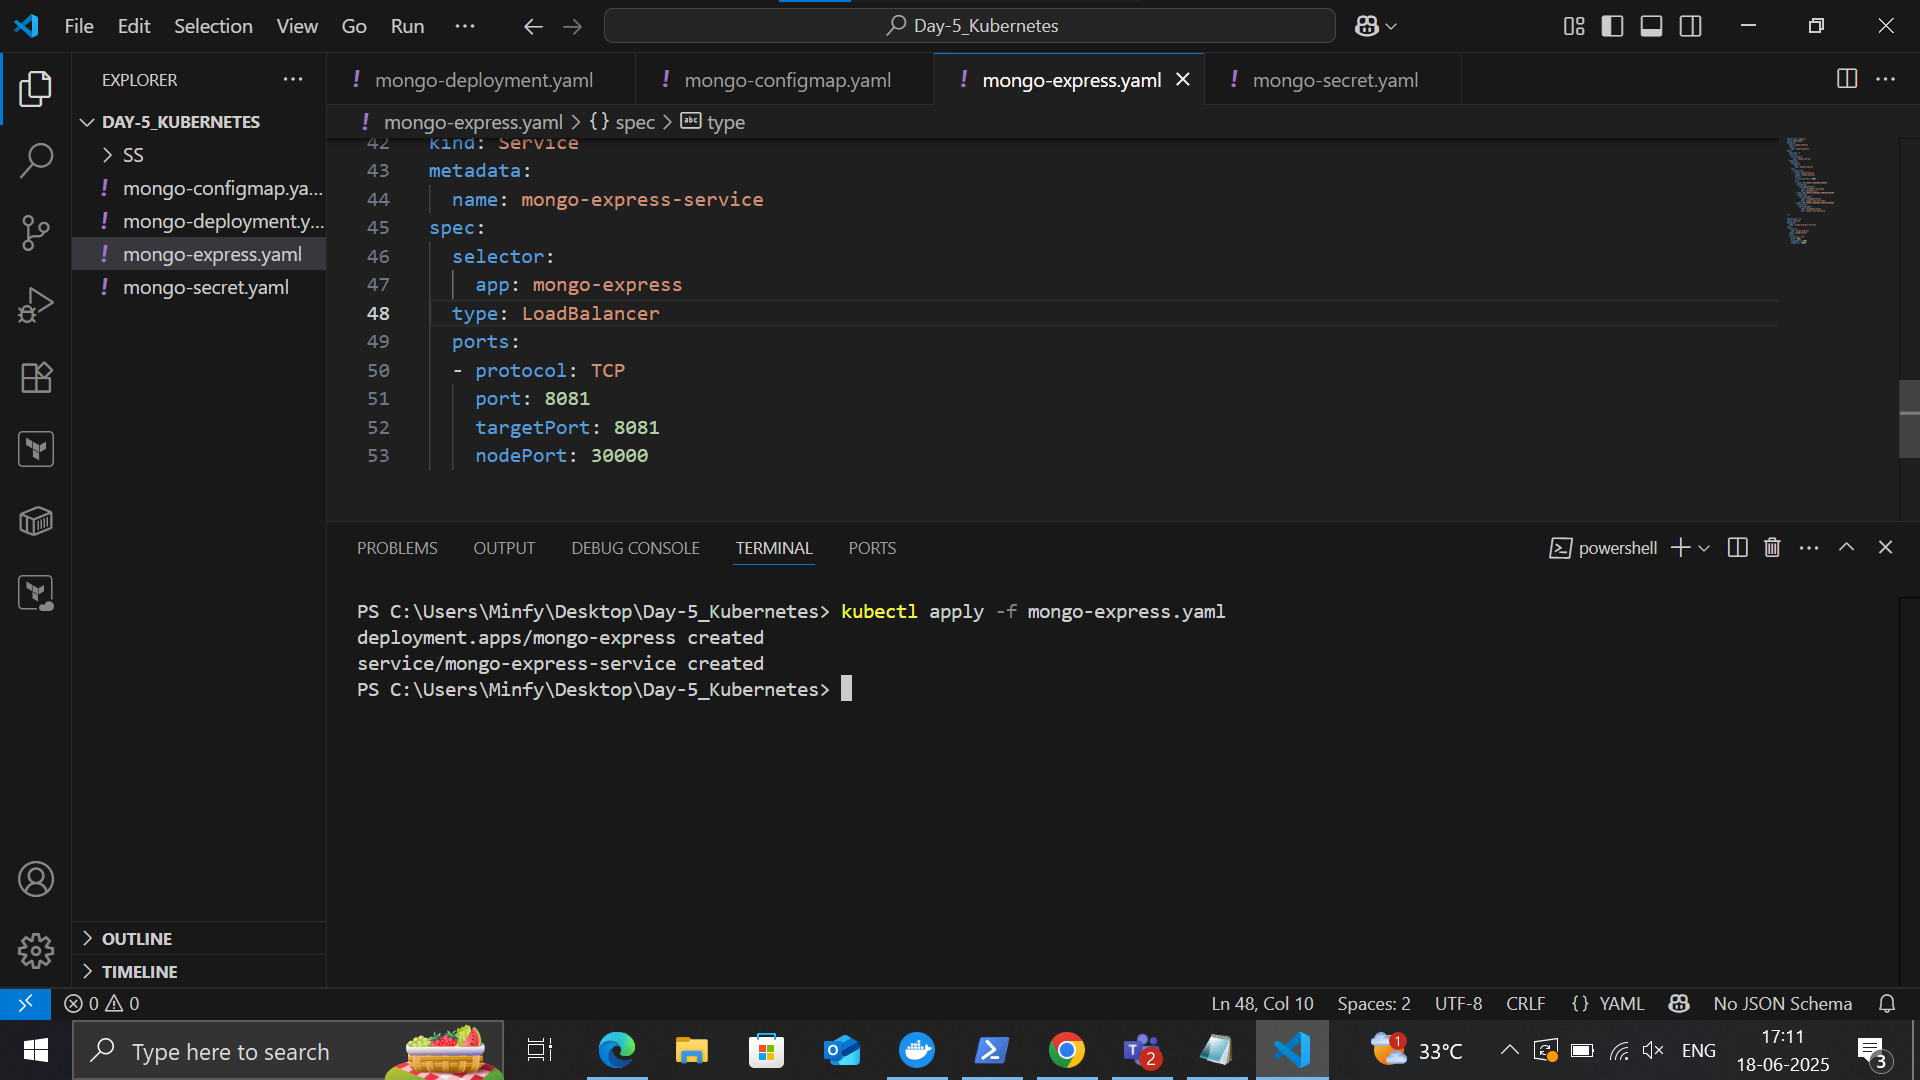 File Edit Selection View Go Run ··· Day-5_Kubernetes
EXPLORER
DAY-5_KUBERNETES
SS
mongo-configmap.ya...
mongo-deployment.y...
mongo-express.yaml
mongo-secret.yaml
OUTLINE
TIMELINE
! mongo-deployment.yaml ! mongo-configmap.yaml ! mongo-express.yaml ! mongo-secret.yaml
! mongo-express.yaml > {} spec > abc type
42 kind: Service
43 metadata:
44 name: mongo-express-service
45 spec:
46 selector:
47 app: mongo-express
48 type: LoadBalancer
49 ports:
50 - protocol: TCP
51 port: 8081
52 targetPort: 8081
53 nodePort: 30000
PROBLEMS OUTPUT DEBUG CONSOLE TERMINAL PORTS powershell
PS C:\Users\Minfy\Desktop\Day-5_Kubernetes> kubectl apply -f mongo-express.yaml
deployment.apps/mongo-express created
service/mongo-express-service created
PS C:\Users\Minfy\Desktop\Day-5_Kubernetes>
0 0 Ln 48, Col 10 Spaces: 2 UTF-8 CRLF {} YAML No JSON Schema
Type here to search 2 1 33°C ENG 17:11
18-06-2025 3